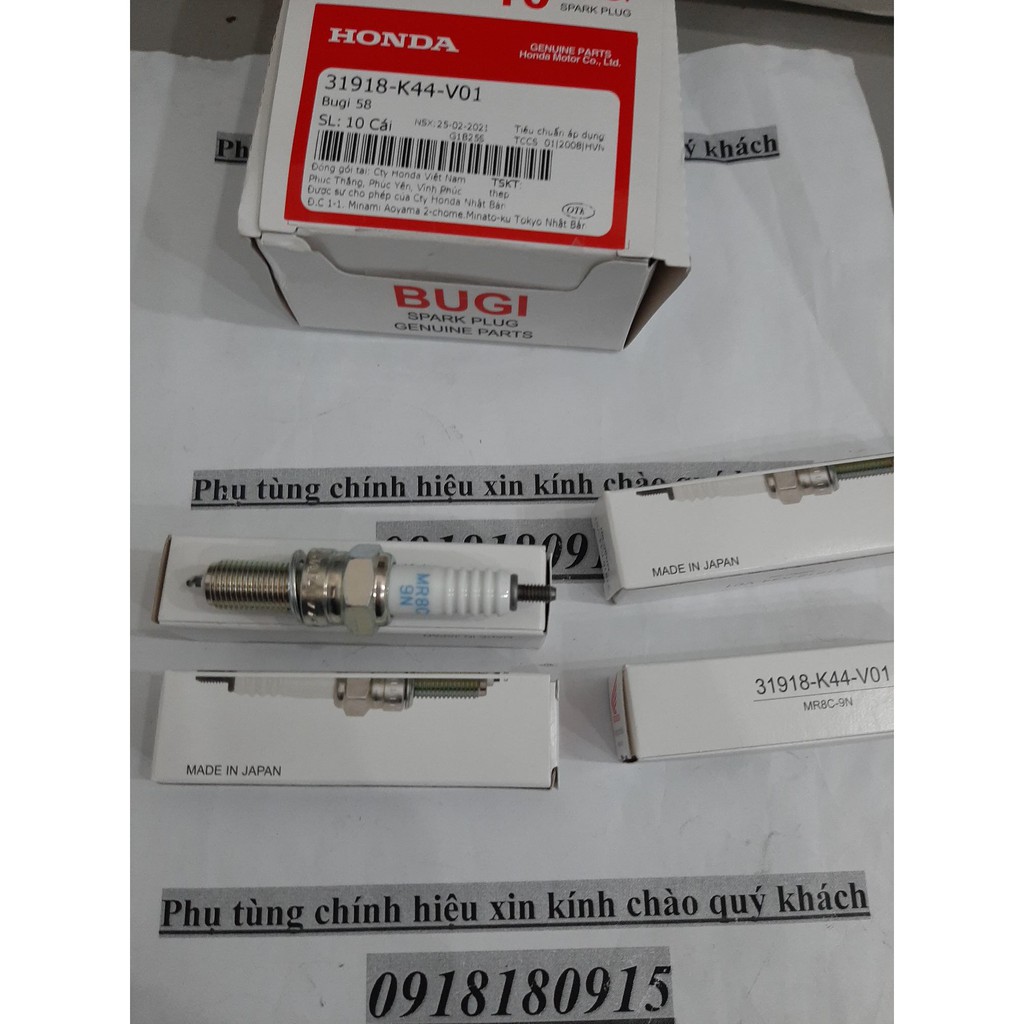 SPARK PLUG
HONDA
GENUINE PARTS
Honda Motor Co., Ltd.
31918-K44-V01
Bugi 58
SL: 10 Cái
NSX: 25-02-2021
G1B256
Tiêu chuẩn áp dụng
TCCS 01|2008|HVN
Đóng gói tại: Cty Honda Việt Nam
Phúc Thắng, Phúc Yên, Vĩnh Phúc
TSKT:
thép
Được sự cho phép của Cty Honda Nhật Bản
Đ.C 1-1. Minami Aoyama 2-chome.Minato-ku Tokyo Nhật Bản
BUGI
SPARK PLUG
GENUINE PARTS
Ph
ý khách
Phụ tùng chính hiệu xin kính chào quý
MADE IN JAPAN
MR8C
9N
31918-K44-V01
MR8C-9N
MADE IN JAPAN
Phụ tùng chính hiệu xin kính chào quý khách
0918180915